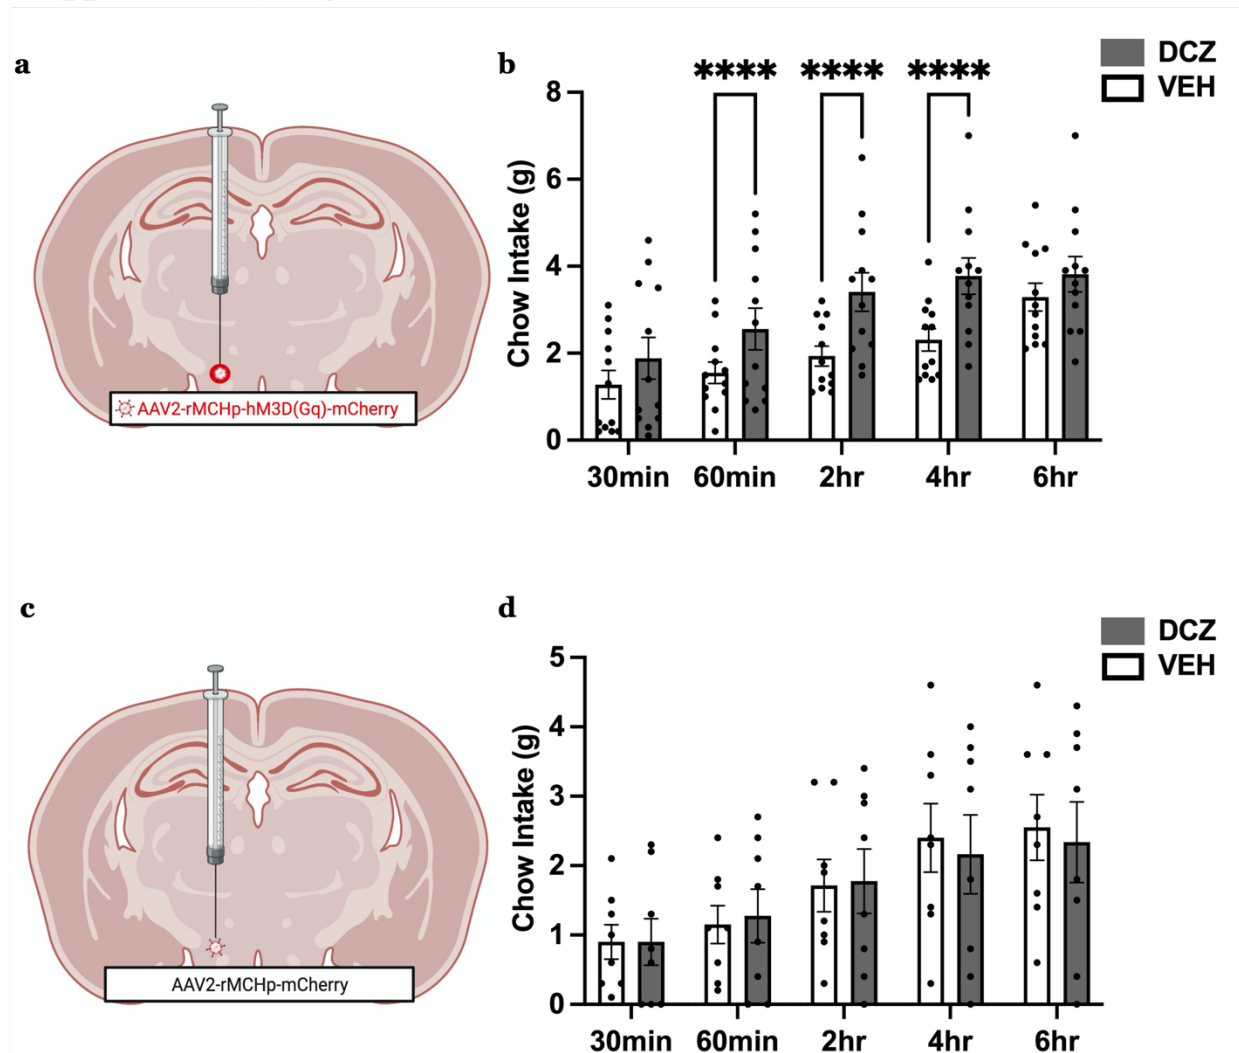 a
AAV2-rMCHp-hM3D(Gq)-mCherry
b
DCZ
VEH
**** **** ****
Chow Intake (g)
8
6
4
2
0
30min 60min 2hr 4hr 6hr
c
AAV2-rMCHp-mCherry
d
DCZ
VEH
Chow Intake (g)
5
4
3
2
1
0
30min 60min 2hr 4hr 6hr